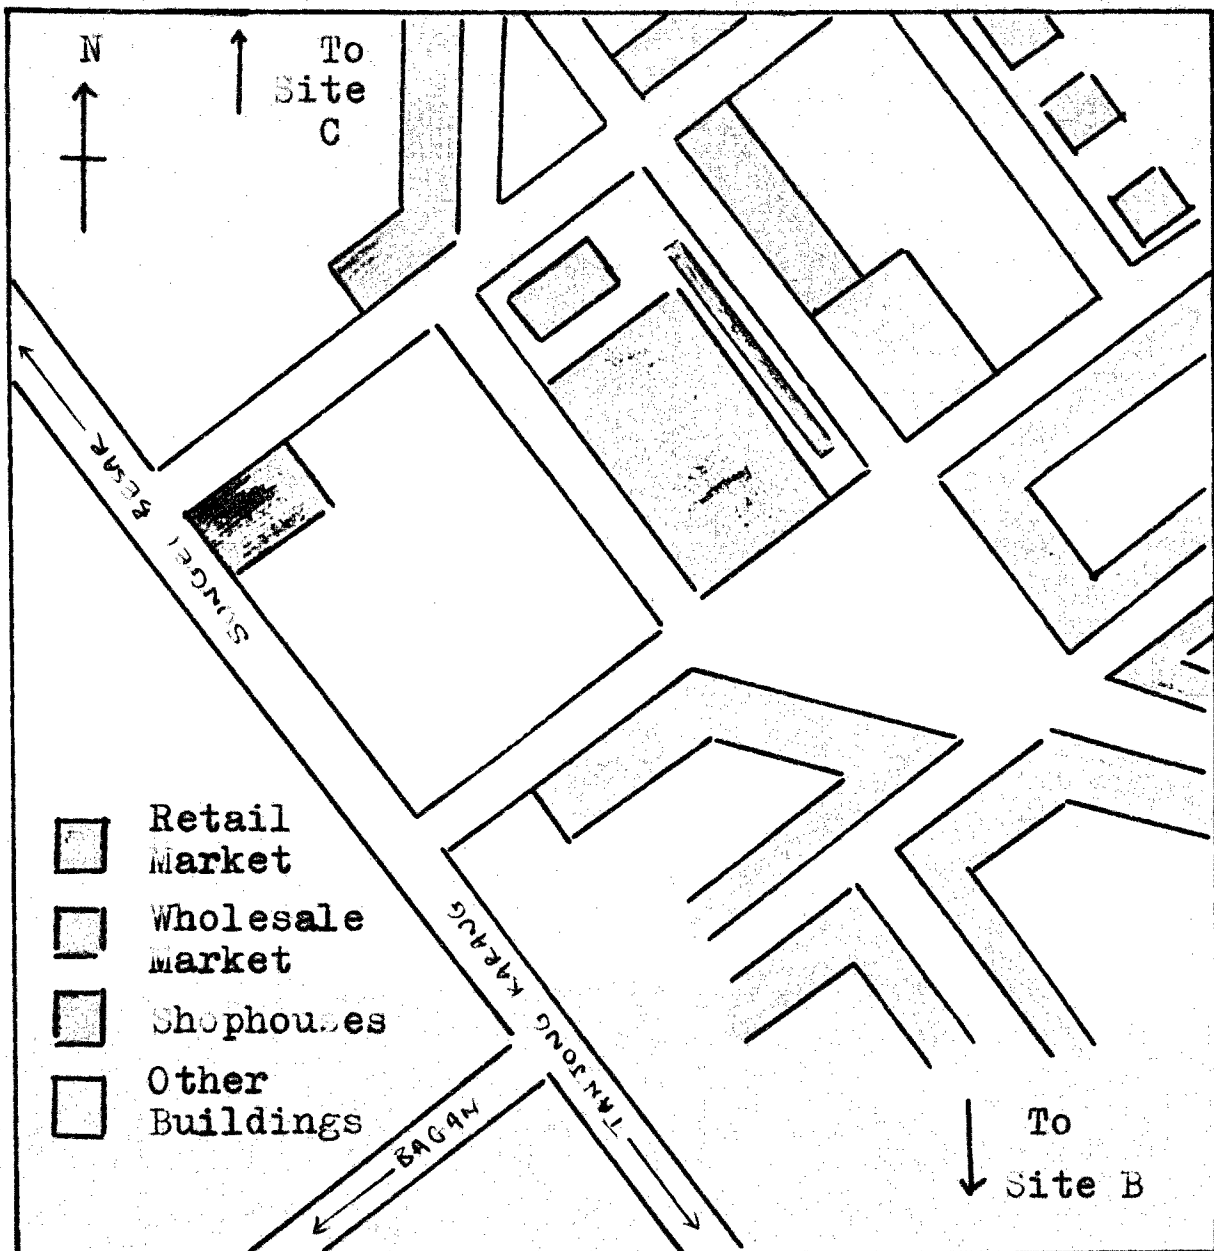 N
To
Site
C
SUNGEI BESAR
Retail
Market
Wholesale
Market
Shophouses
Other
Buildings
TANJONG KARANG
BAGAN
To
Site B